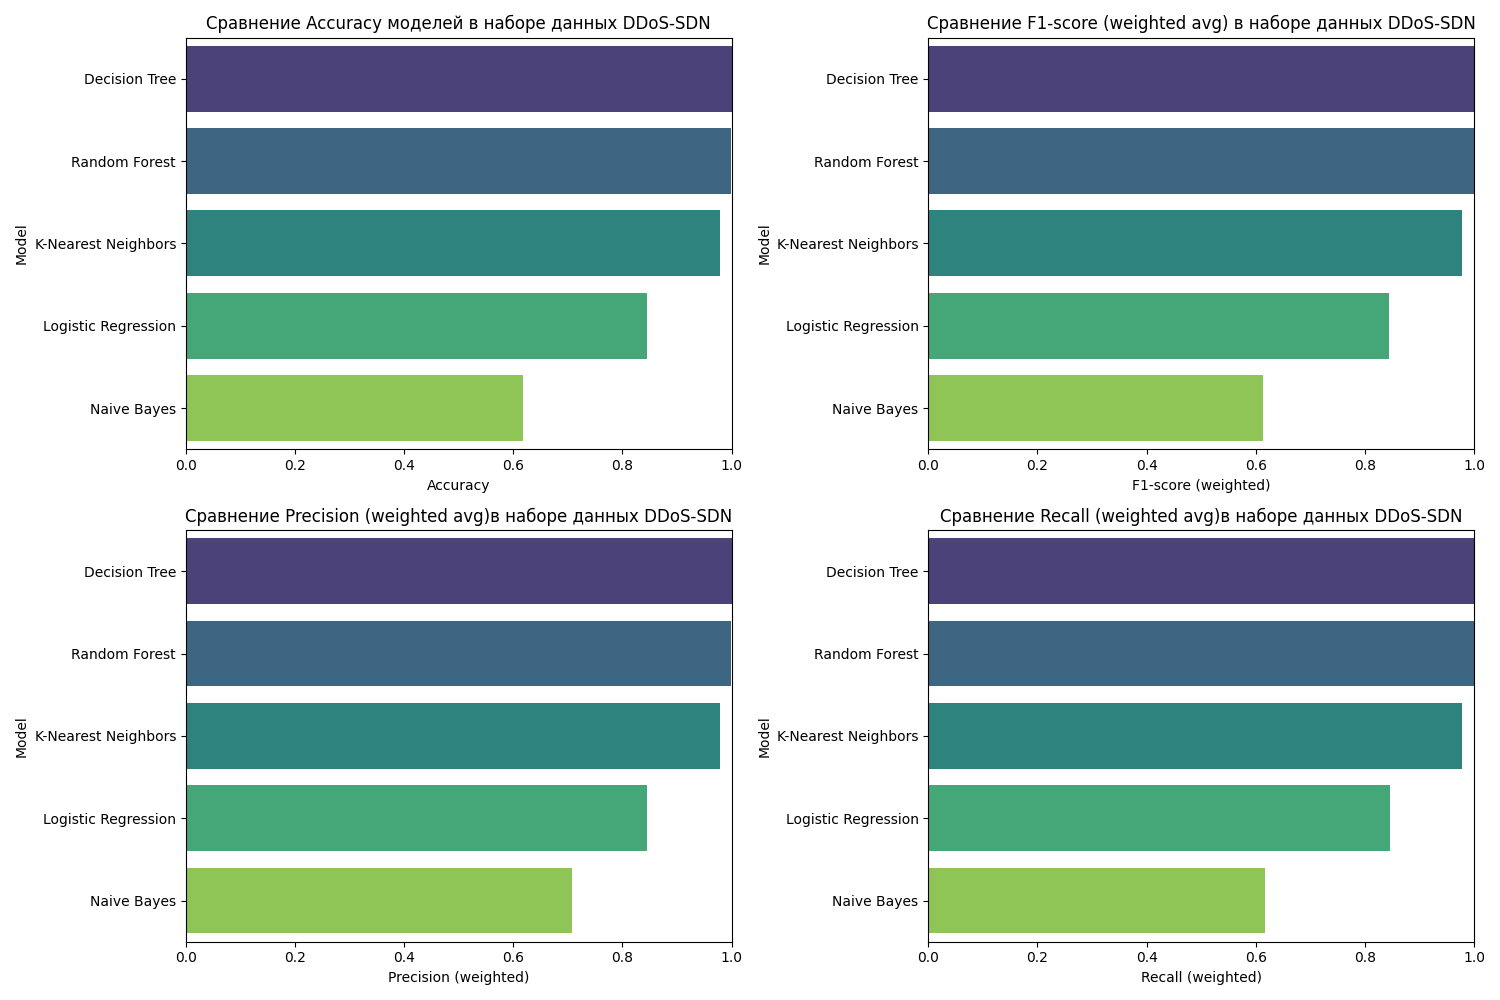 Сравнение Accuracy моделей в наборе данных DDoS-SDN
Decision Tree
Random Forest
K-Nearest Neighbors
Logistic Regression
Naive Bayes
Model
0.0 0.2 0.4 0.6 0.8 1.0
Accuracy
Сравнение F1-score (weighted avg) в наборе данных DDoS-SDN
Decision Tree
Random Forest
K-Nearest Neighbors
Logistic Regression
Naive Bayes
Model
0.0 0.2 0.4 0.6 0.8 1.0
F1-score (weighted)
Сравнение Precision (weighted avg)в наборе данных DDoS-SDN
Decision Tree
Random Forest
K-Nearest Neighbors
Logistic Regression
Naive Bayes
Model
0.0 0.2 0.4 0.6 0.8 1.0
Precision (weighted)
Сравнение Recall (weighted avg)в наборе данных DDoS-SDN
Decision Tree
Random Forest
K-Nearest Neighbors
Logistic Regression
Naive Bayes
Model
0.0 0.2 0.4 0.6 0.8 1.0
Recall (weighted)